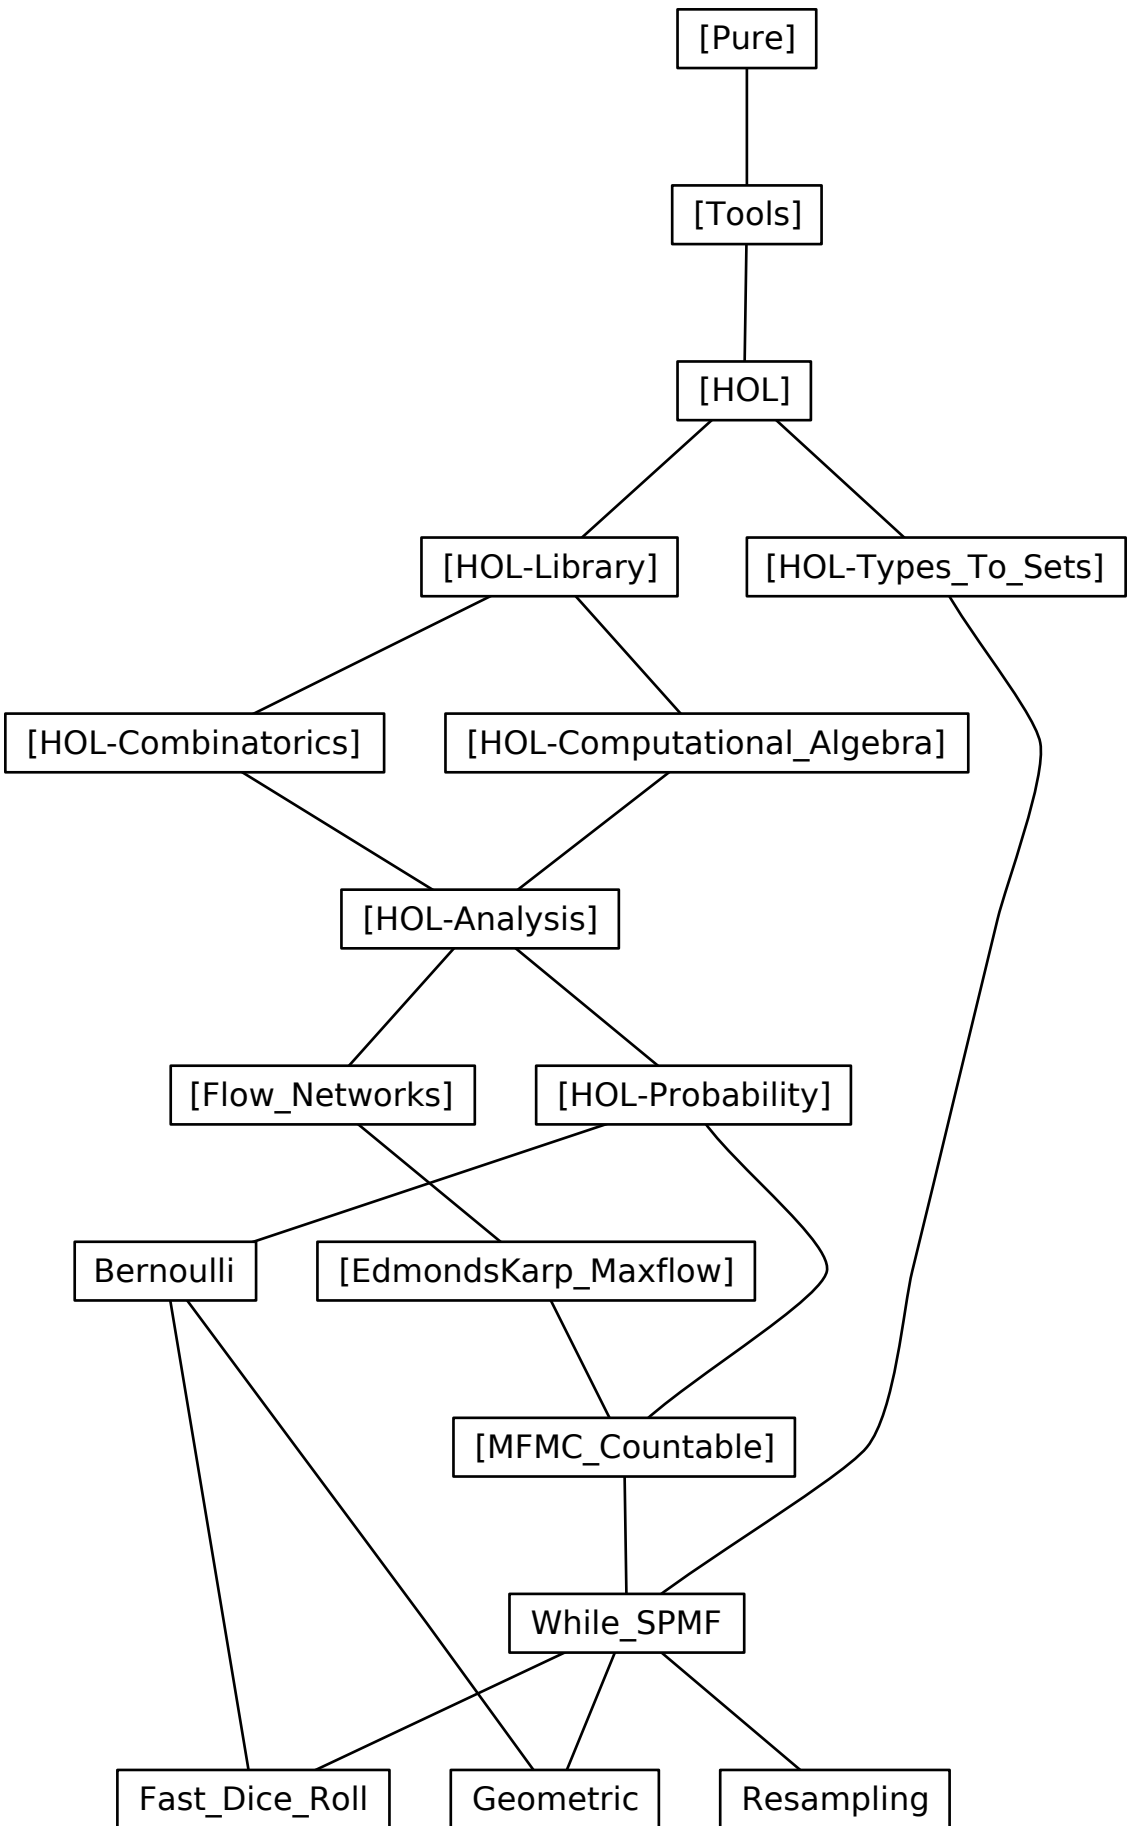 [Pure]
[Tools]
[HOL]
[HOL-Library]
[HOL-Types_To_Sets]
[HOL-Combinatorics]
[HOL-Computational_Algebra]
[HOL-Analysis]
[Flow_Networks]
[HOL-Probability]
Bernoulli
[EdmondsKarp_Maxflow]
[MFMC_Countable]
While_SPMF
Fast_Dice_Roll
Geometric
Resampling